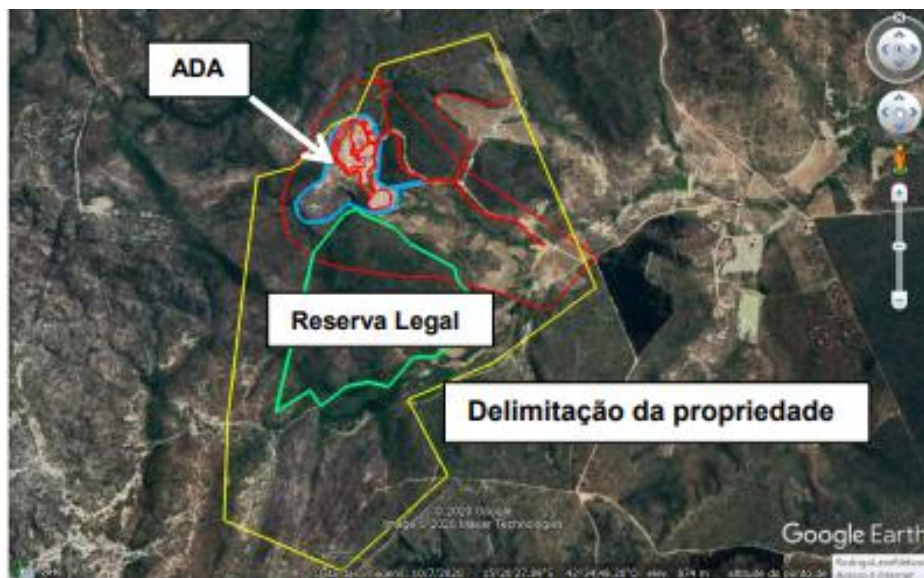 ADA
Reserva Legal
Delimitação da propriedade
© 2020 Google
Image © 2020 Maxar Technologies
Google Earth